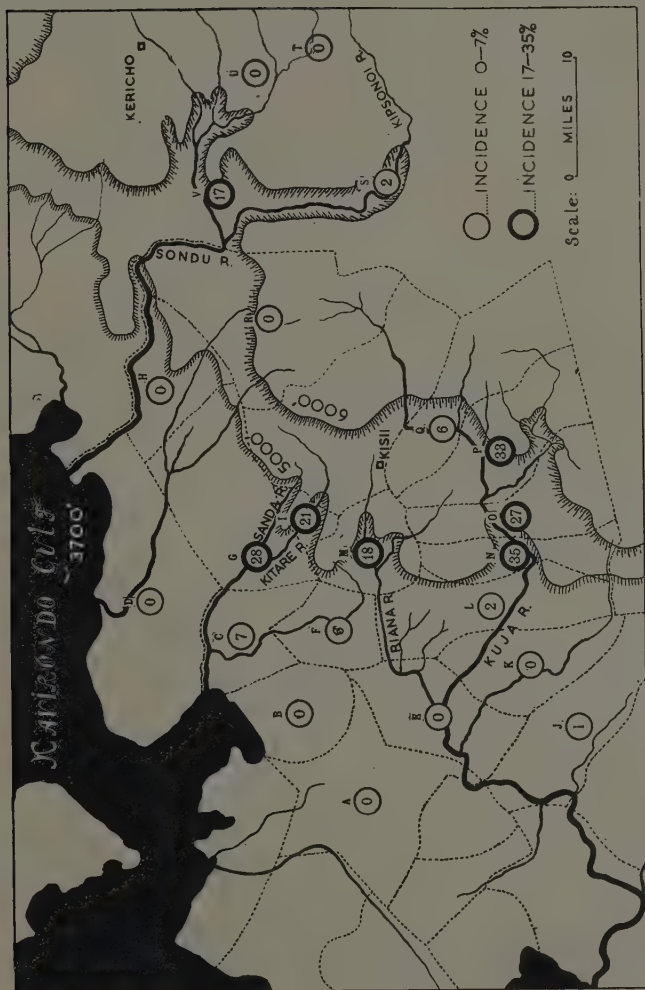 KAVIRONDO GULF
3700'
KERICHO
U 0
T 0
V 17
SONDU R.
KIPSONOI R.
S 2
H 0
R 0
D 0
5000'
6000'
SANDA R.
G 28
I 21
KITARE R.
C 7
F 6
KISII
M 18
Q 6
P 33
O 27
N 35
RIANA R.
L 2
KUJA R.
B 0
E 0
K 0
A 0
J 1
INCIDENCE 0–7%
INCIDENCE 17–35%
Scale: 0 MILES 10